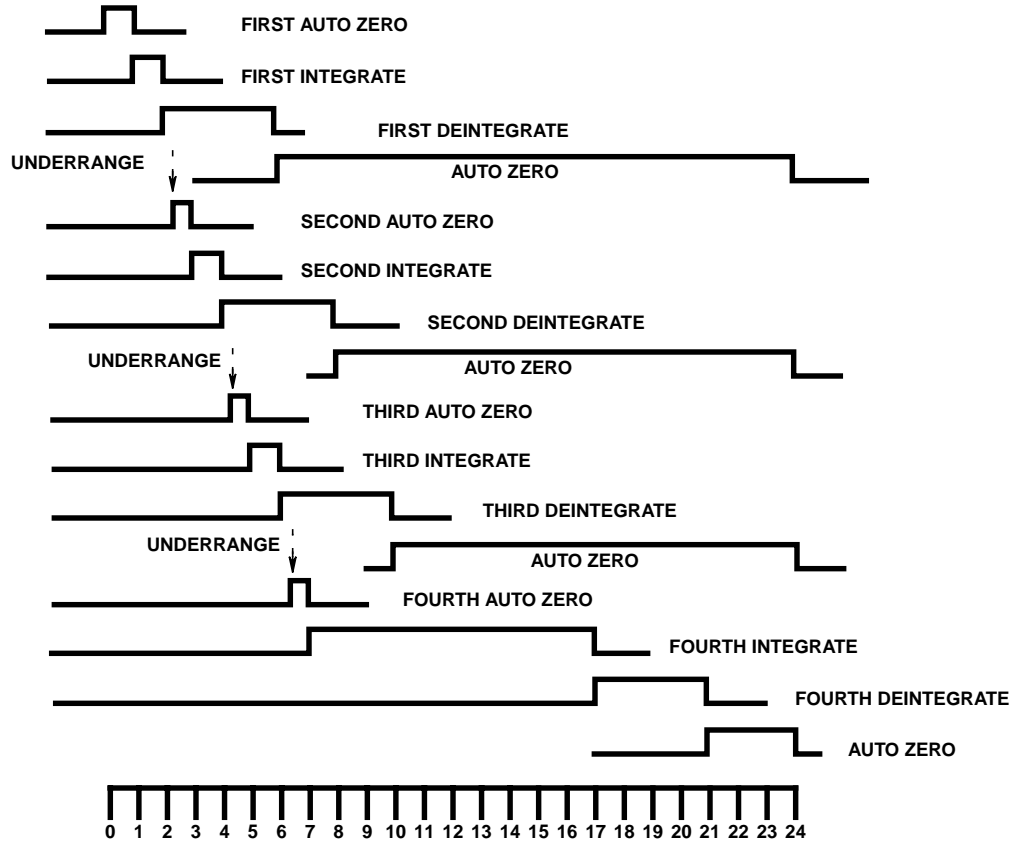 FIRST AUTO ZERO
FIRST INTEGRATE
FIRST DEINTEGRATE
UNDERRANGE
AUTO ZERO
SECOND AUTO ZERO
SECOND INTEGRATE
SECOND DEINTEGRATE
UNDERRANGE
AUTO ZERO
THIRD AUTO ZERO
THIRD INTEGRATE
THIRD DEINTEGRATE
UNDERRANGE
AUTO ZERO
FOURTH AUTO ZERO
FOURTH INTEGRATE
FOURTH DEINTEGRATE
AUTO ZERO
0 1 2 3 4 5 6 7 8 9 10 11 12 13 14 15 16 17 18 19 20 21 22 23 24